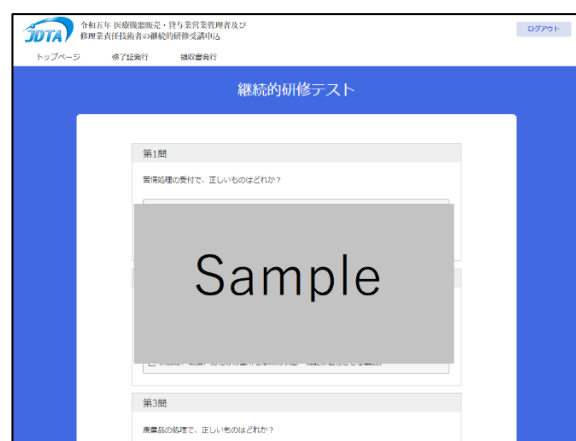 JDTA
令和五年 医療機器販売・貸与業営業管理者及び
修理業責任技術者の継続的研修受講申込
ログアウト
トップページ 修了証発行 領収書発行
継続的研修テスト
第1問
苦情処理の受付で、正しいものはどれか？
Sample
第3問
廃棄品の処理で、正しいものはどれか？